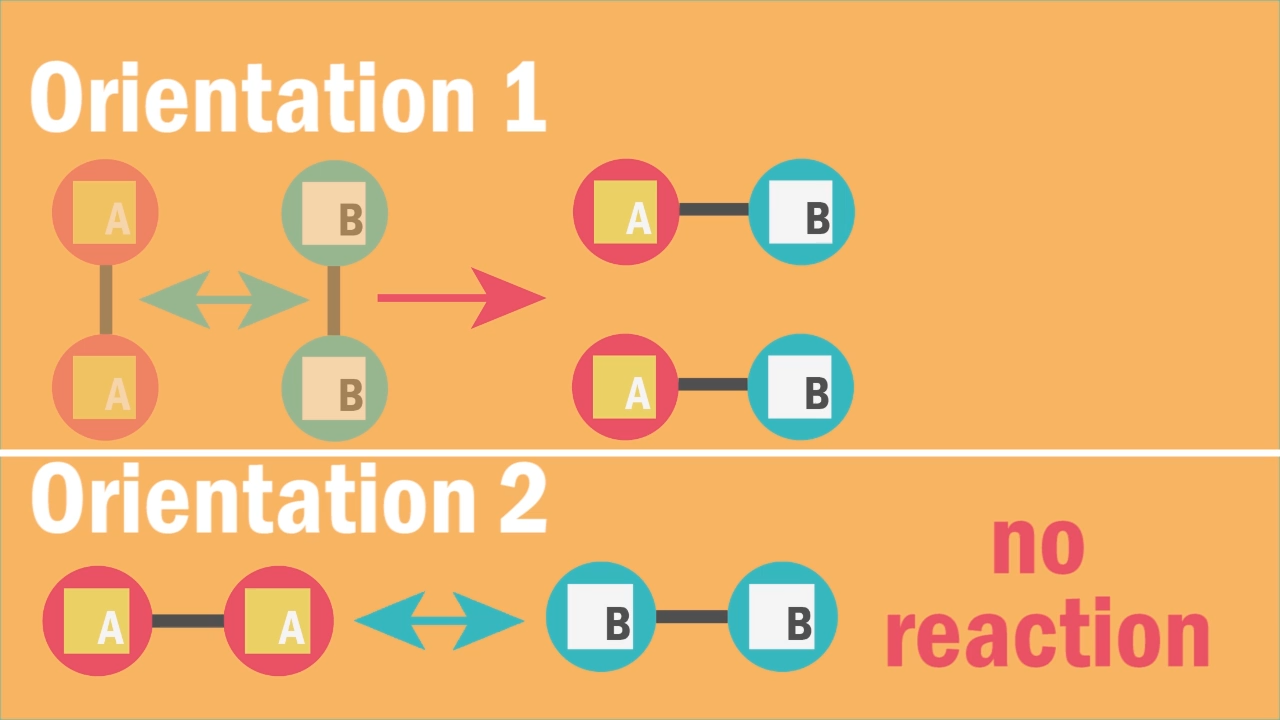 Orientation 1
A B A B
A B A B
Orientation 2
A A B B
no
reaction